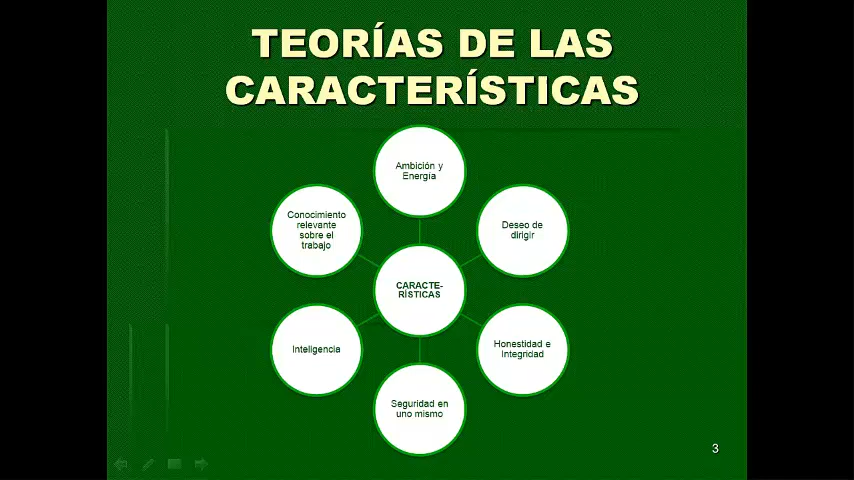 TEORÍAS DE LAS
CARACTERÍSTICAS
Ambición y
Energía
Deseo de
dirigir
Honestidad e
Integridad
Seguridad en
uno mismo
Inteligencia
Conocimiento
relevante
sobre el
trabajo
CARACTE-
RÍSTICAS
3